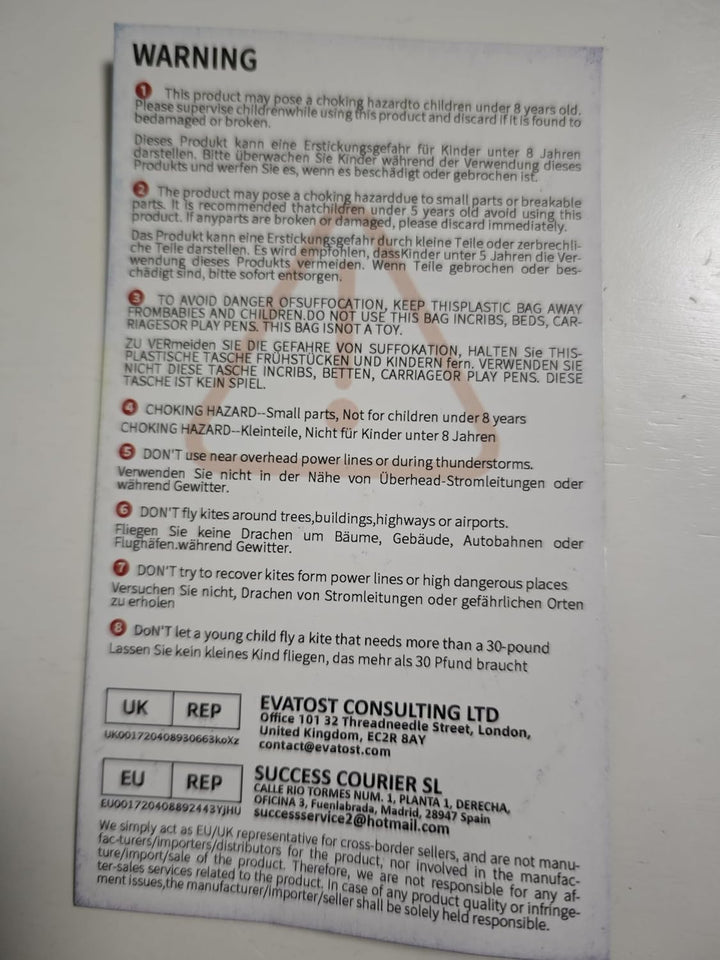 WARNING
1 This product may pose a choking hazardto children under 8 years old.
Please supervise childrenwhile using this product and discard if it is found to
bedamaged or broken.
Dieses Produkt kann eine Erstickungsgefahr für Kinder unter 8 Jahren
darstellen. Bitte überwachen Sie Kinder während der Verwendung dieses
Produkts und werfen Sie es, wenn es beschädigt oder gebrochen ist.
2 The product may pose a choking hazarddue to small parts or breakable
parts. It is recommended thatchildren under 5 years old avoid using this
product. If anyparts are broken or damaged, please discard immediately.
Das Produkt kann eine Erstickungsgefahr durch kleine Teile oder zerbrechli-
che Teile darstellen. Es wird empfohlen, dassKinder unter 5 Jahren die Ver-
wendung dieses Produkts vermeiden. Wenn Teile gebrochen oder bes-
chädigt sind, bitte sofort entsorgen.
3 TO AVOID DANGER OFSUFFOCATION, KEEP THISPLASTIC BAG AWAY
FROMBABIES AND CHILDREN.DO NOT USE THIS BAG INCRIBS, BEDS, CAR-
RIAGESOR PLAY PENS. THIS BAG ISNOT A TOY.
ZU VERmeiden SIE DIE GEFAHRE VON SUFFOKATION, HALTEN Sie THIS-
PLASTISCHE TASCHE FRÜHSTÜCKEN UND KINDERN fern. VERWENDEN SIE
NICHT DIESE TASCHE INCRIBS, BETTEN, CARRIAGEOR PLAY PENS. DIESE
TASCHE IST KEIN SPIEL.
4 CHOKING HAZARD--Small parts, Not for children under 8 years
CHOKING HAZARD--Kleinteile, Nicht für Kinder unter 8 Jahren
5 DON'T use near overhead power lines or during thunderstorms.
Verwenden Sie nicht in der Nähe von Überhead-Stromleitungen oder
während Gewitter.
6 DON'T fly kites around trees,buildings,highways or airports.
Fliegen Sie keine Drachen um Bäume, Gebäude, Autobahnen oder
Flughäfen.während Gewitter.
7 DON'T try to recover kites form power lines or high dangerous places
Versuchen Sie nicht, Drachen von Stromleitungen oder gefährlichen Orten
zu erholen
8 DoN'T let a young child fly a kite that needs more than a 30-pound
Lassen Sie kein kleines Kind fliegen, das mehr als 30 Pfund braucht
UK REP
UK001720408930663koXz
EVATOST CONSULTING LTD
Office 101 32 Threadneedle Street, London,
United Kingdom, EC2R 8AY
contact@evatost.com
EU REP
EU001720408892443YjHU
SUCCESS COURIER SL
CALLE RIO TORMES NUM. 1, PLANTA 1, DERECHA,
OFICINA 3, Fuenlabrada, Madrid, 28947 Spain
successservice2@hotmail.com
We simply act as EU/UK representative for cross-border sellers, and are not manu-
fac-turers/importers/distributors for the product, nor involved in the manufac-
ture/import/sale of the product. Therefore, we are not responsible for any af-
ter-sales services related to the product. In case of any product quality or infringe-
ment issues,the manufacturer/importer/seller shall be solely held responsible.